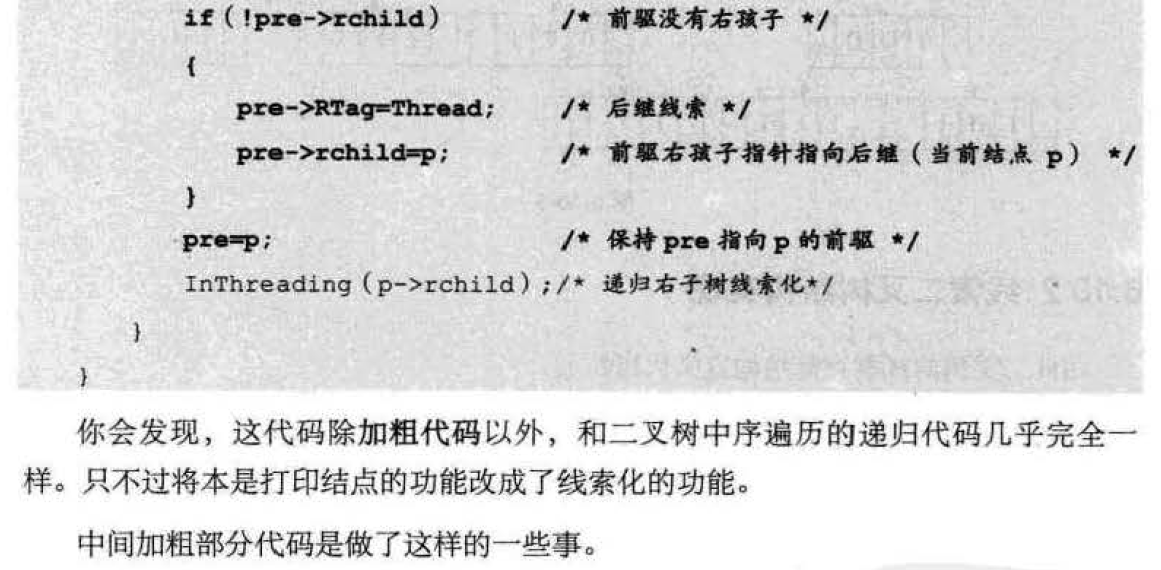 if(!pre->rchild) /* 前驱没有右孩子 */
{
pre->RTag=Thread; /* 后继线索 */
pre->rchild=p; /* 前驱右孩子指针指向后继(当前结点 p) */
}
pre=p; /* 保持 pre 指向 p 的前驱 */
InThreading(p->rchild);/* 递归右子树线索化*/
}
}
你会发现,这代码除加粗代码以外,和二叉树中序遍历的递归代码几乎完全一
样。只不过将本是打印结点的功能改成了线索化的功能。
中间加粗部分代码是做了这样的一些事。